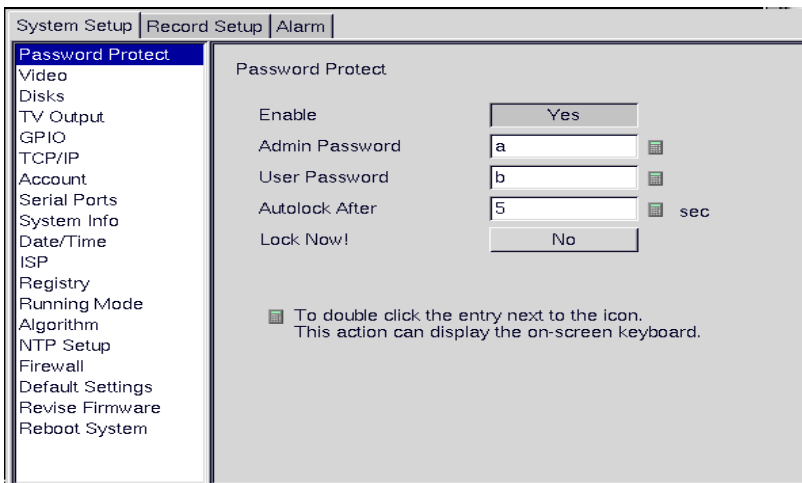 System Setup Record Setup Alarm
Password Protect
Video
Disks
TV Output
GPIO
TCP/IP
Account
Serial Ports
System Info
Date/Time
ISP
Registry
Running Mode
Algorithm
NTP Setup
Firewall
Default Settings
Revise Firmware
Reboot System
Password Protect
Enable Yes
Admin Password a
User Password b
Autolock After 5 sec
Lock Now! No
To double click the entry next to the icon.
This action can display the on-screen keyboard.